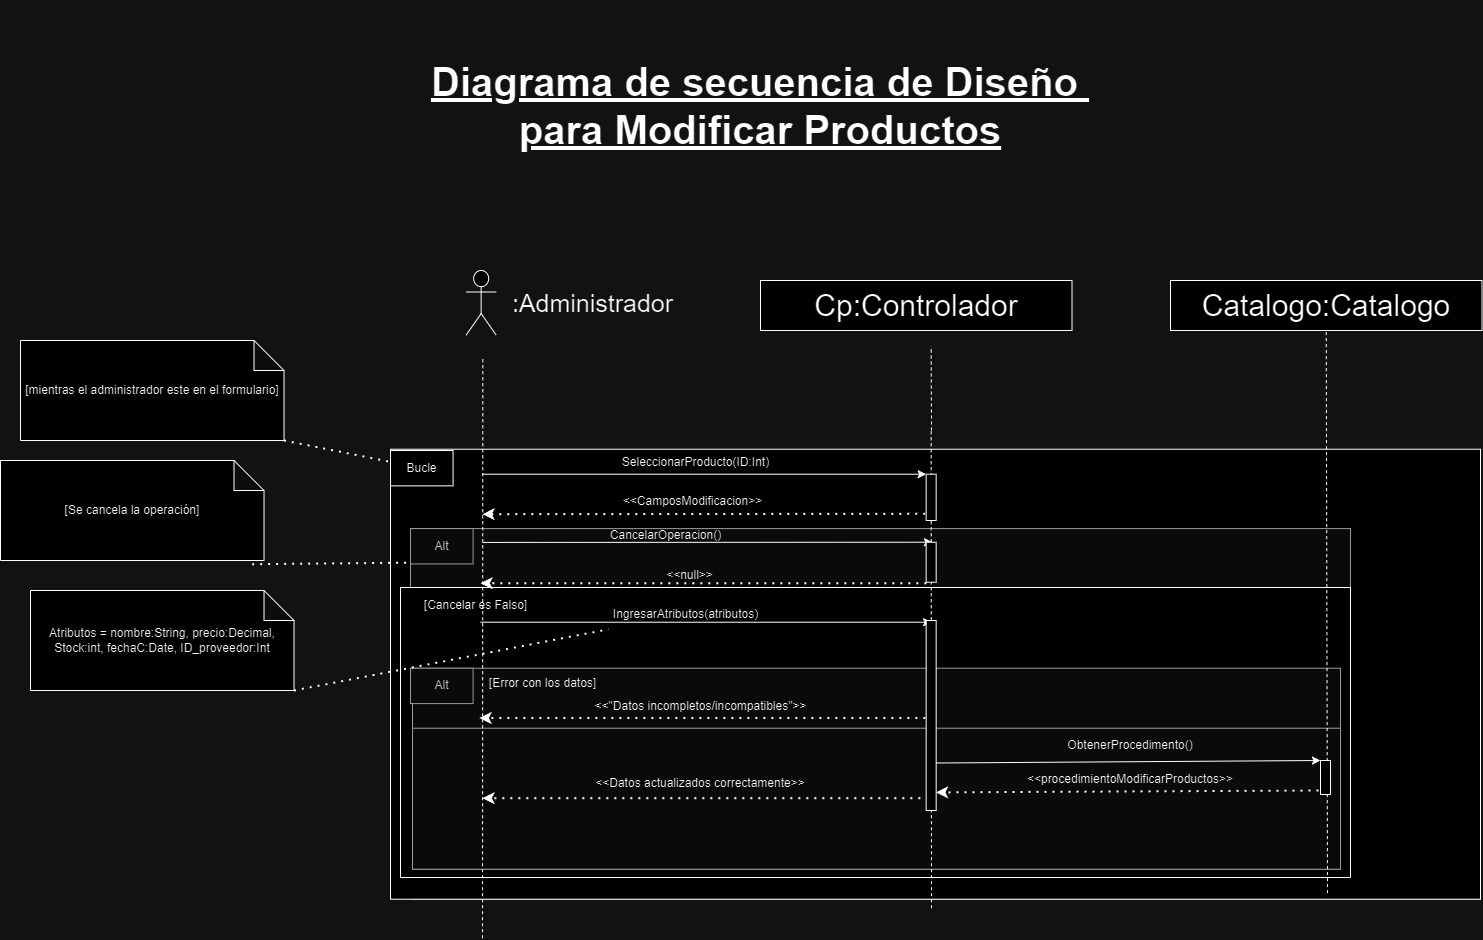 Diagrama de secuencia de Diseño
para Modificar Productos
:Administrador
Cp:Controlador
Catalogo:Catalogo
[mientras el administrador este en el formulario]
Bucle
SeleccionarProducto(ID:Int)
<<CamposModificacion>>
[Se cancela la operación]
Alt
CancelarOperacion()
<<null>>
[Cancelar es Falso]
IngresarAtributos(atributos)
Atributos = nombre:String, precio:Decimal,
Stock:int, fechaC:Date, ID_proveedor:Int
Alt
[Error con los datos]
<<"Datos incompletos/incompatibles">>
ObtenerProcedimento()
<<procedimientoModificarProductos>>
<<Datos actualizados correctamente>>